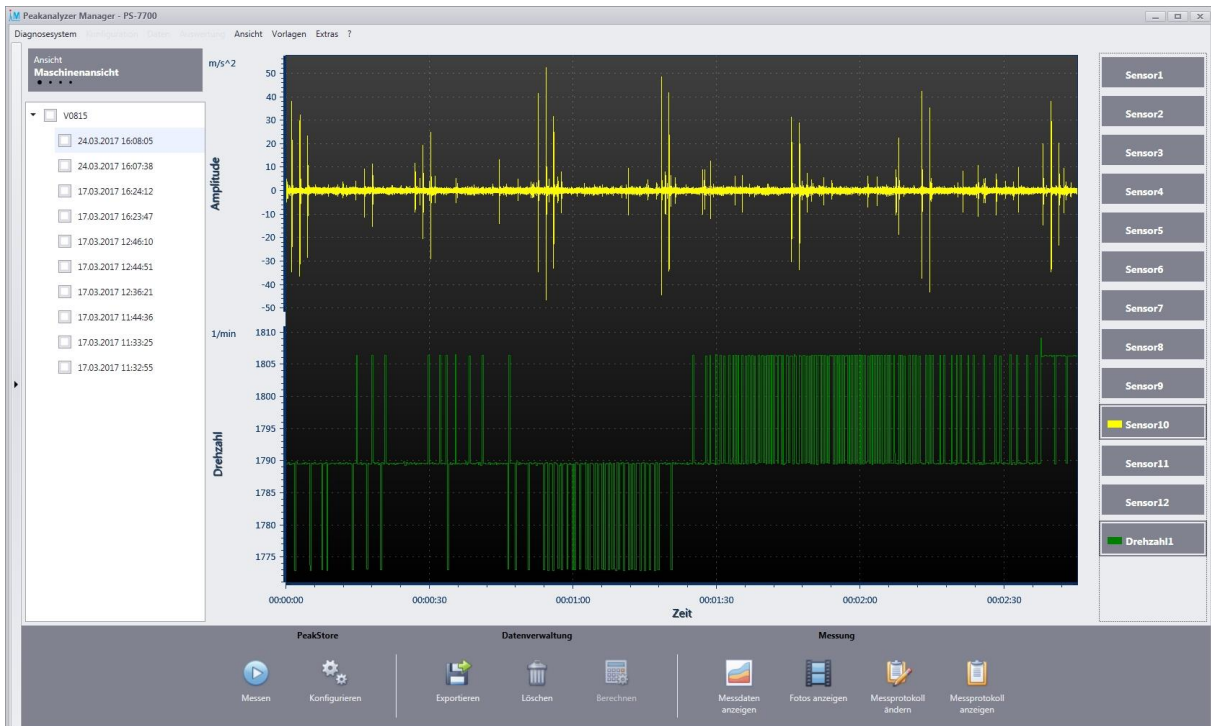 Peakanalyzer Manager - PS-7700
Diagnosesystem Konfiguration Daten Auswertung Ansicht Vorlagen Extras ?
Ansicht
Maschinenansicht
V0815
24.03.2017 16:08:05
24.03.2017 16:07:38
17.03.2017 16:24:12
17.03.2017 16:23:47
17.03.2017 12:46:10
17.03.2017 12:44:51
17.03.2017 12:36:21
17.03.2017 11:44:36
17.03.2017 11:33:25
17.03.2017 11:32:55
m/s^2
50
40
30
20
10
0
-10
-20
-30
-40
-50
Amplitude
1/min
1810
1805
1800
1795
1790
1785
1780
1775
Drehzahl
00:00:00 00:00:30 00:01:00 00:01:30 00:02:00 00:02:30
Zeit
Sensor1
Sensor2
Sensor3
Sensor4
Sensor5
Sensor6
Sensor7
Sensor8
Sensor9
Sensor10
Sensor11
Sensor12
Drehzahl1
PeakStore
Messen
Konfigurieren
Datenverwaltung
Exportieren
Löschen
Berechnen
Messung
Messdaten
anzeigen
Fotos anzeigen
Messprotokoll
ändern
Messprotokoll
anzeigen